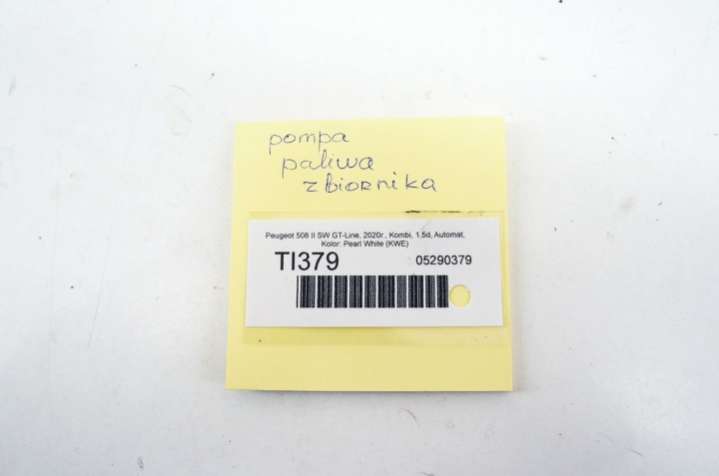 pompa
paliwa
zbiornika
Peugeot 508 II SW GT-Line, 2020r., Kombi, 1.5d, Automat,
Kolor: Pearl White (KWE)
TI379 05290379